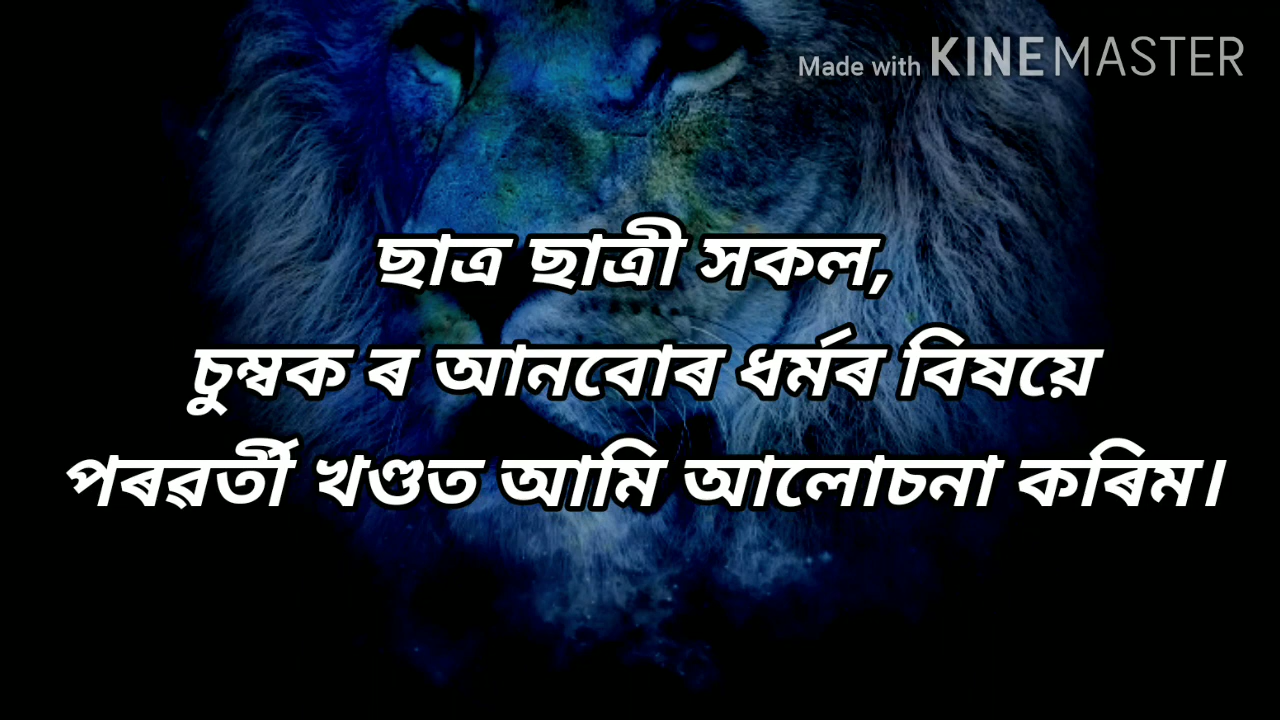 Made with KINEMASTER
ছাত্ৰ ছাত্ৰী সকল,
চুম্বক ৰ আনবোৰ ধৰ্মৰ বিষয়ে
পৰৱৰ্তী খণ্ডত আমি আলোচনা কৰিম।